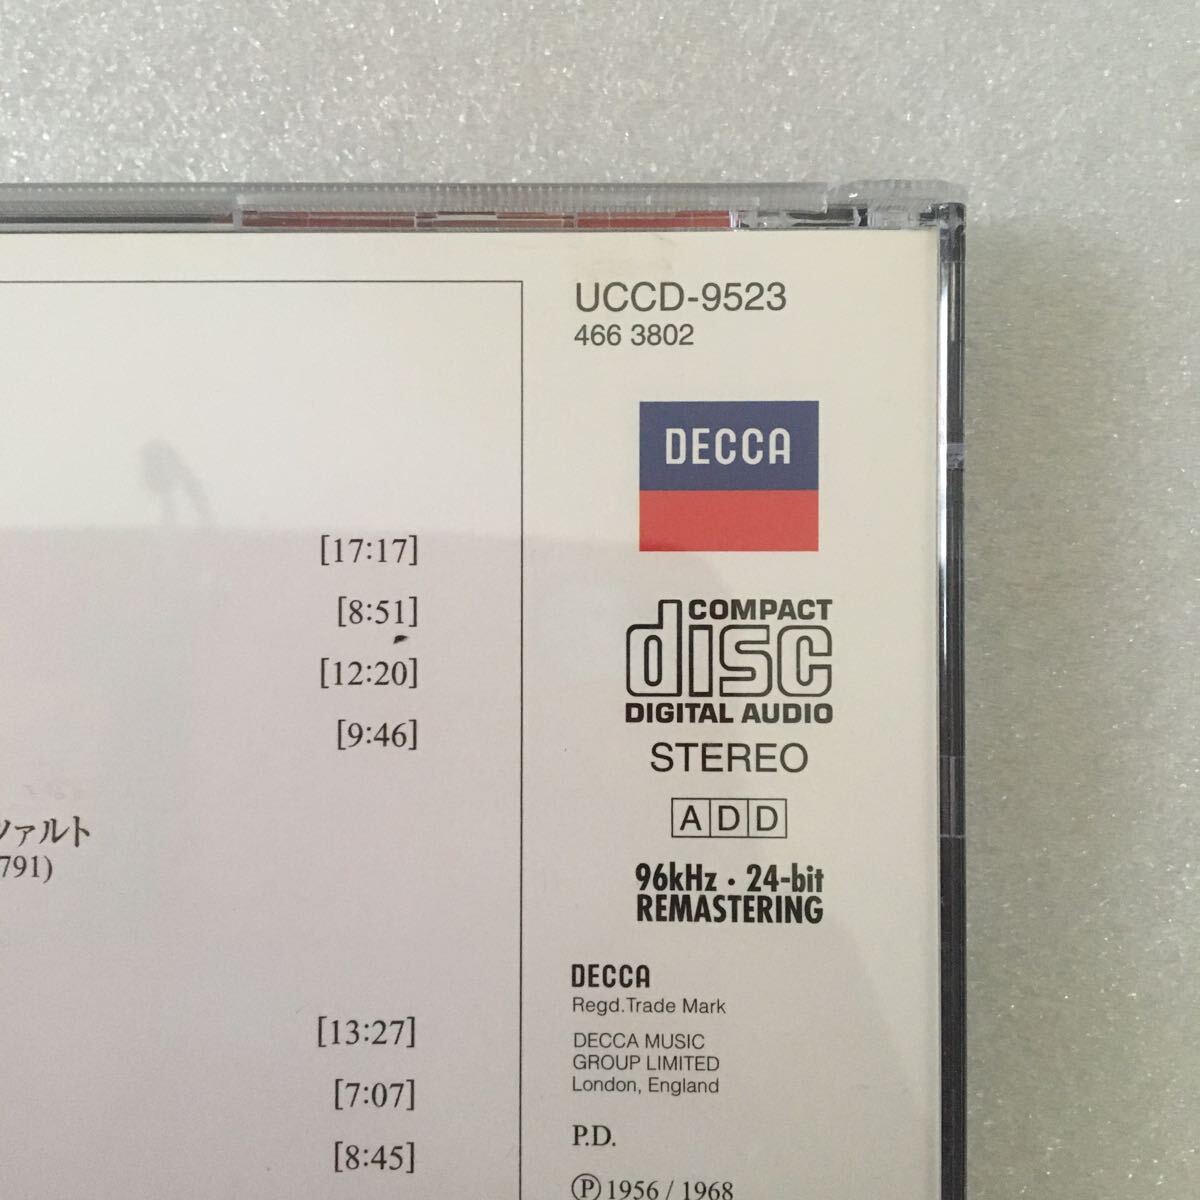 UCCD-9523
466 3802
DECCA
[17:17]
[8:51]
[12:20]
[9:46]
ツァルト
791)
[13:27]
[7:07]
[8:45]
COMPACT
disc
DIGITAL AUDIO
STEREO
ADD
96kHz · 24-bit
REMASTERING
DECCA
Regd.Trade Mark
DECCA MUSIC
GROUP LIMITED
London, England
P.D.
Ⓟ 1956 / 1968